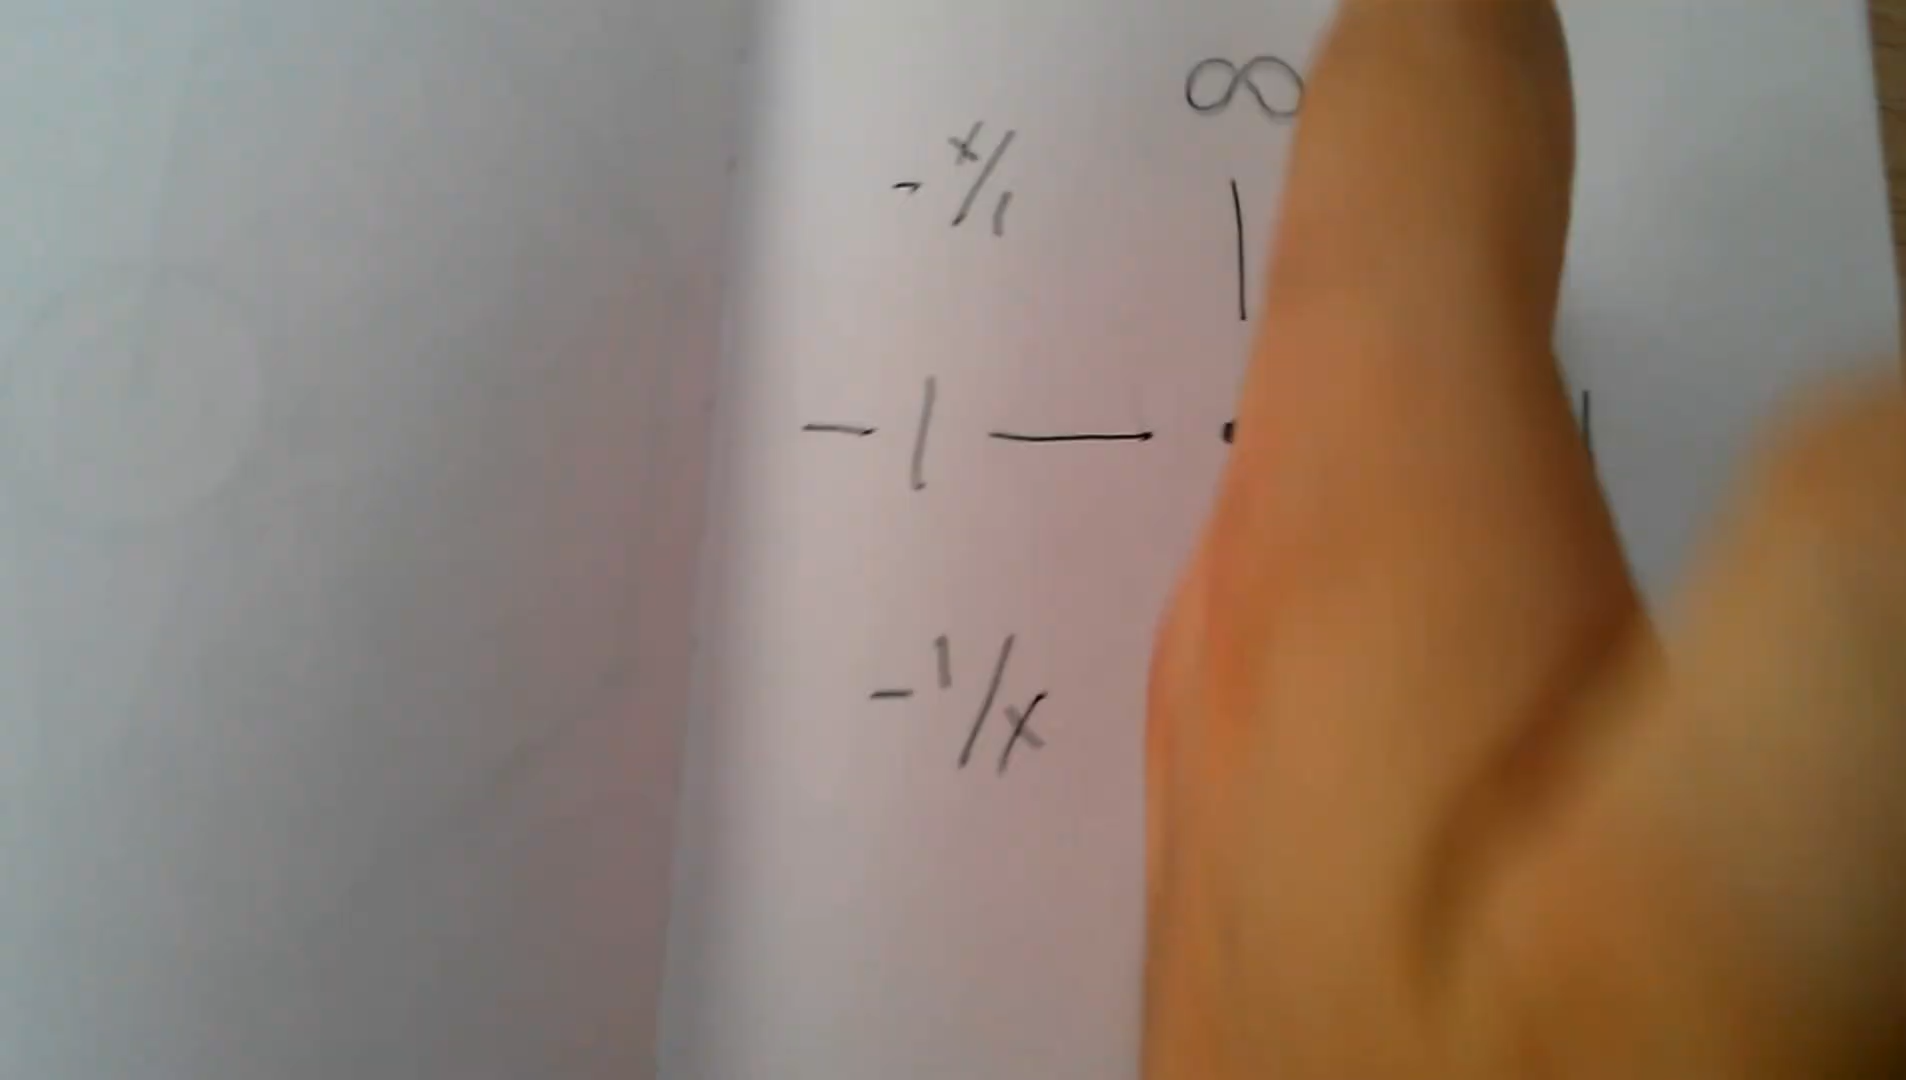 ∞
- x/1
-1
- 1/x